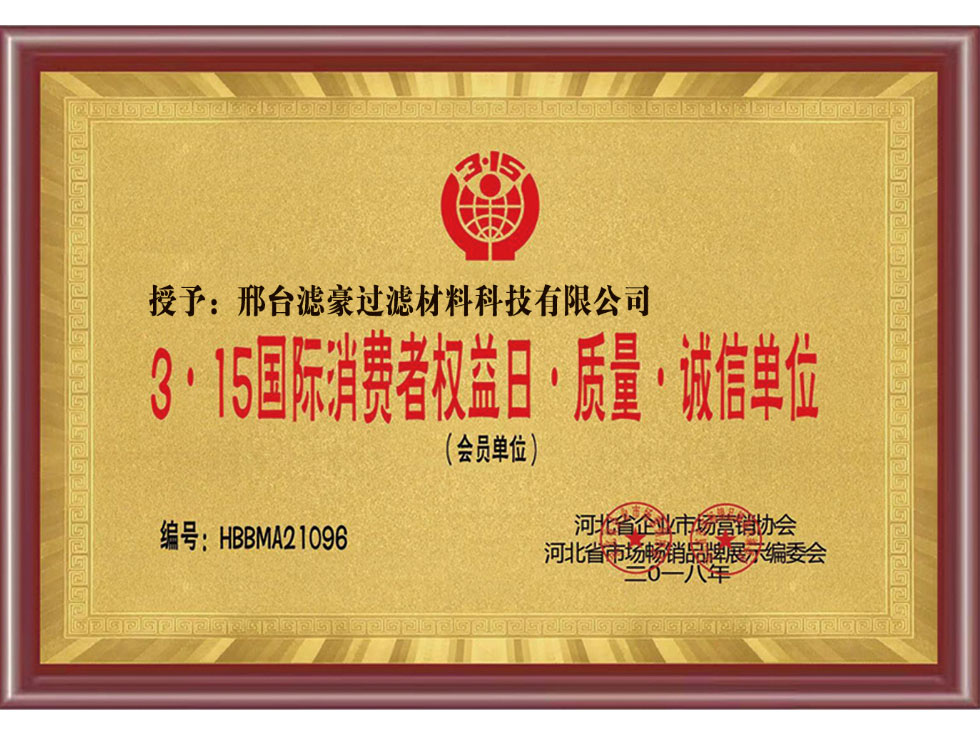 3·15
授予：邢台滤豪过滤材料科技有限公司
3·15国际消费者权益日·质量·诚信单位
（会员单位）
编号：HBBMA21096
河北省企业市场营销协会
河北省市场畅销品牌展示编委会
二0一八年